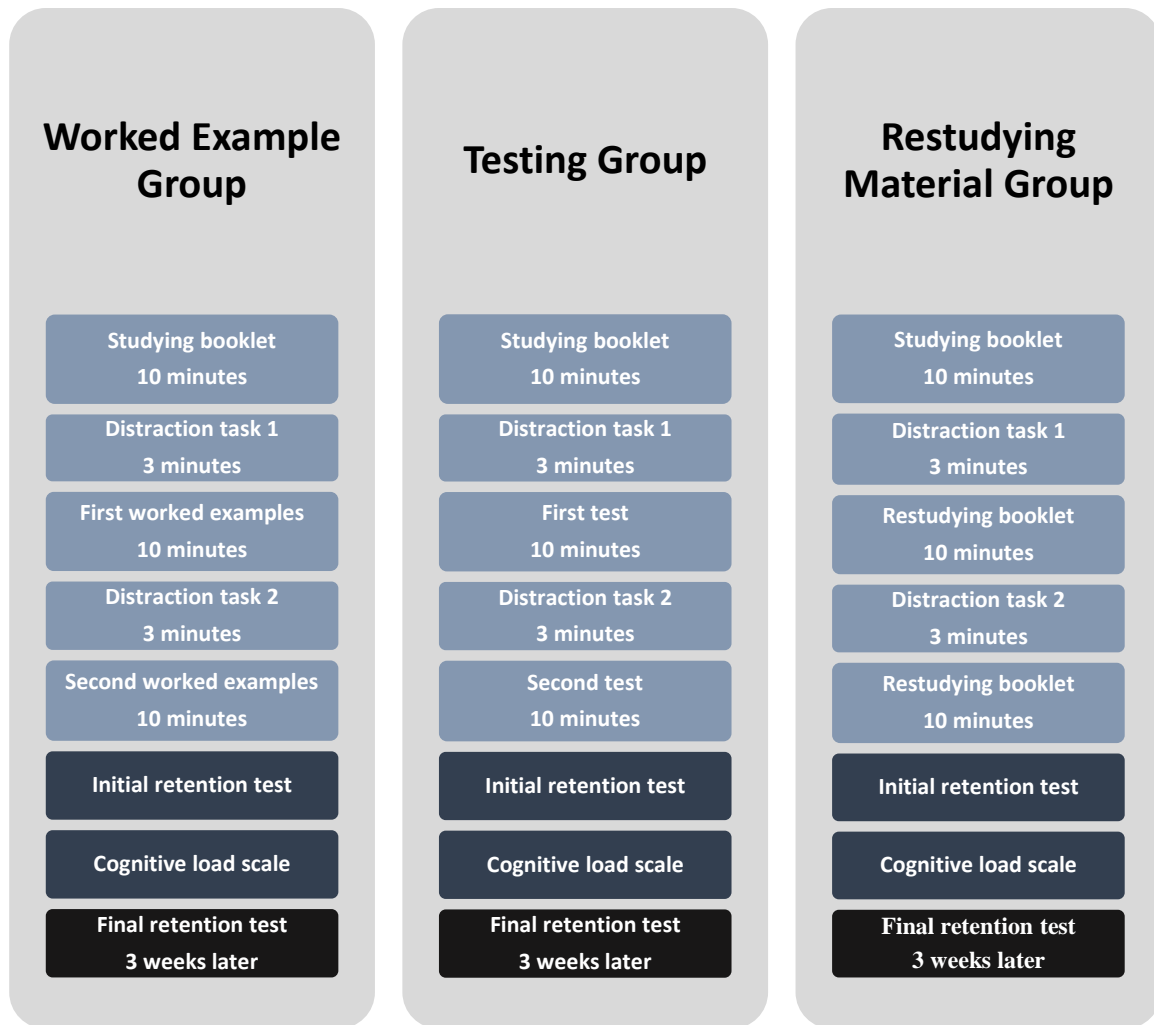 Worked Example
Group
Studying booklet
10 minutes
Distraction task 1
3 minutes
First worked examples
10 minutes
Distraction task 2
3 minutes
Second worked examples
10 minutes
Initial retention test
Cognitive load scale
Final retention test
3 weeks later
Testing Group
Studying booklet
10 minutes
Distraction task 1
3 minutes
First test
10 minutes
Distraction task 2
3 minutes
Second test
10 minutes
Initial retention test
Cognitive load scale
Final retention test
3 weeks later
Restudying
Material Group
Studying booklet
10 minutes
Distraction task 1
3 minutes
Restudying booklet
10 minutes
Distraction task 2
3 minutes
Restudying booklet
10 minutes
Initial retention test
Cognitive load scale
Final retention test
3 weeks later